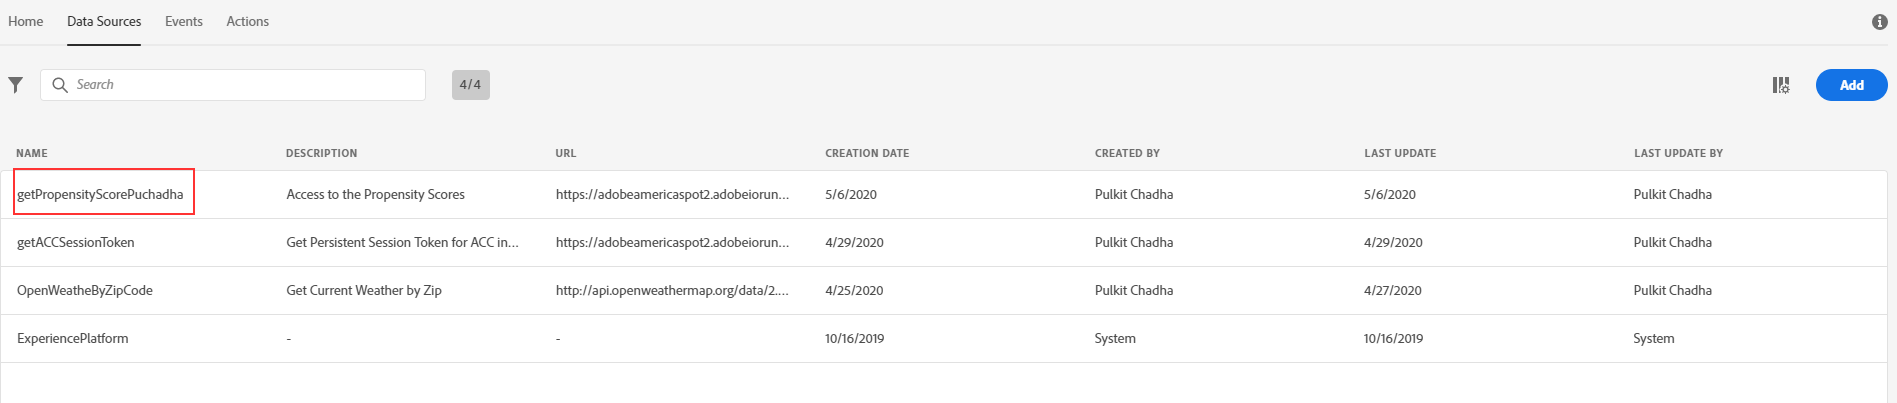 Home Data Sources Events Actions
Search 4/4 Add
NAME DESCRIPTION URL CREATION DATE CREATED BY LAST UPDATE LAST UPDATE BY
getPropensityScorePuchadha Access to the Propensity Scores https://adobeamericaspot2.adobeiorun... 5/6/2020 Pulkit Chadha 5/6/2020 Pulkit Chadha
getACCSessionToken Get Persistent Session Token for ACC in... https://adobeamericaspot2.adobeiorun... 4/29/2020 Pulkit Chadha 4/29/2020 Pulkit Chadha
OpenWeatheByZipCode Get Current Weather by Zip http://api.openweathermap.org/data/2.... 4/25/2020 Pulkit Chadha 4/27/2020 Pulkit Chadha
ExperiencePlatform - - 10/16/2019 System 10/16/2019 System